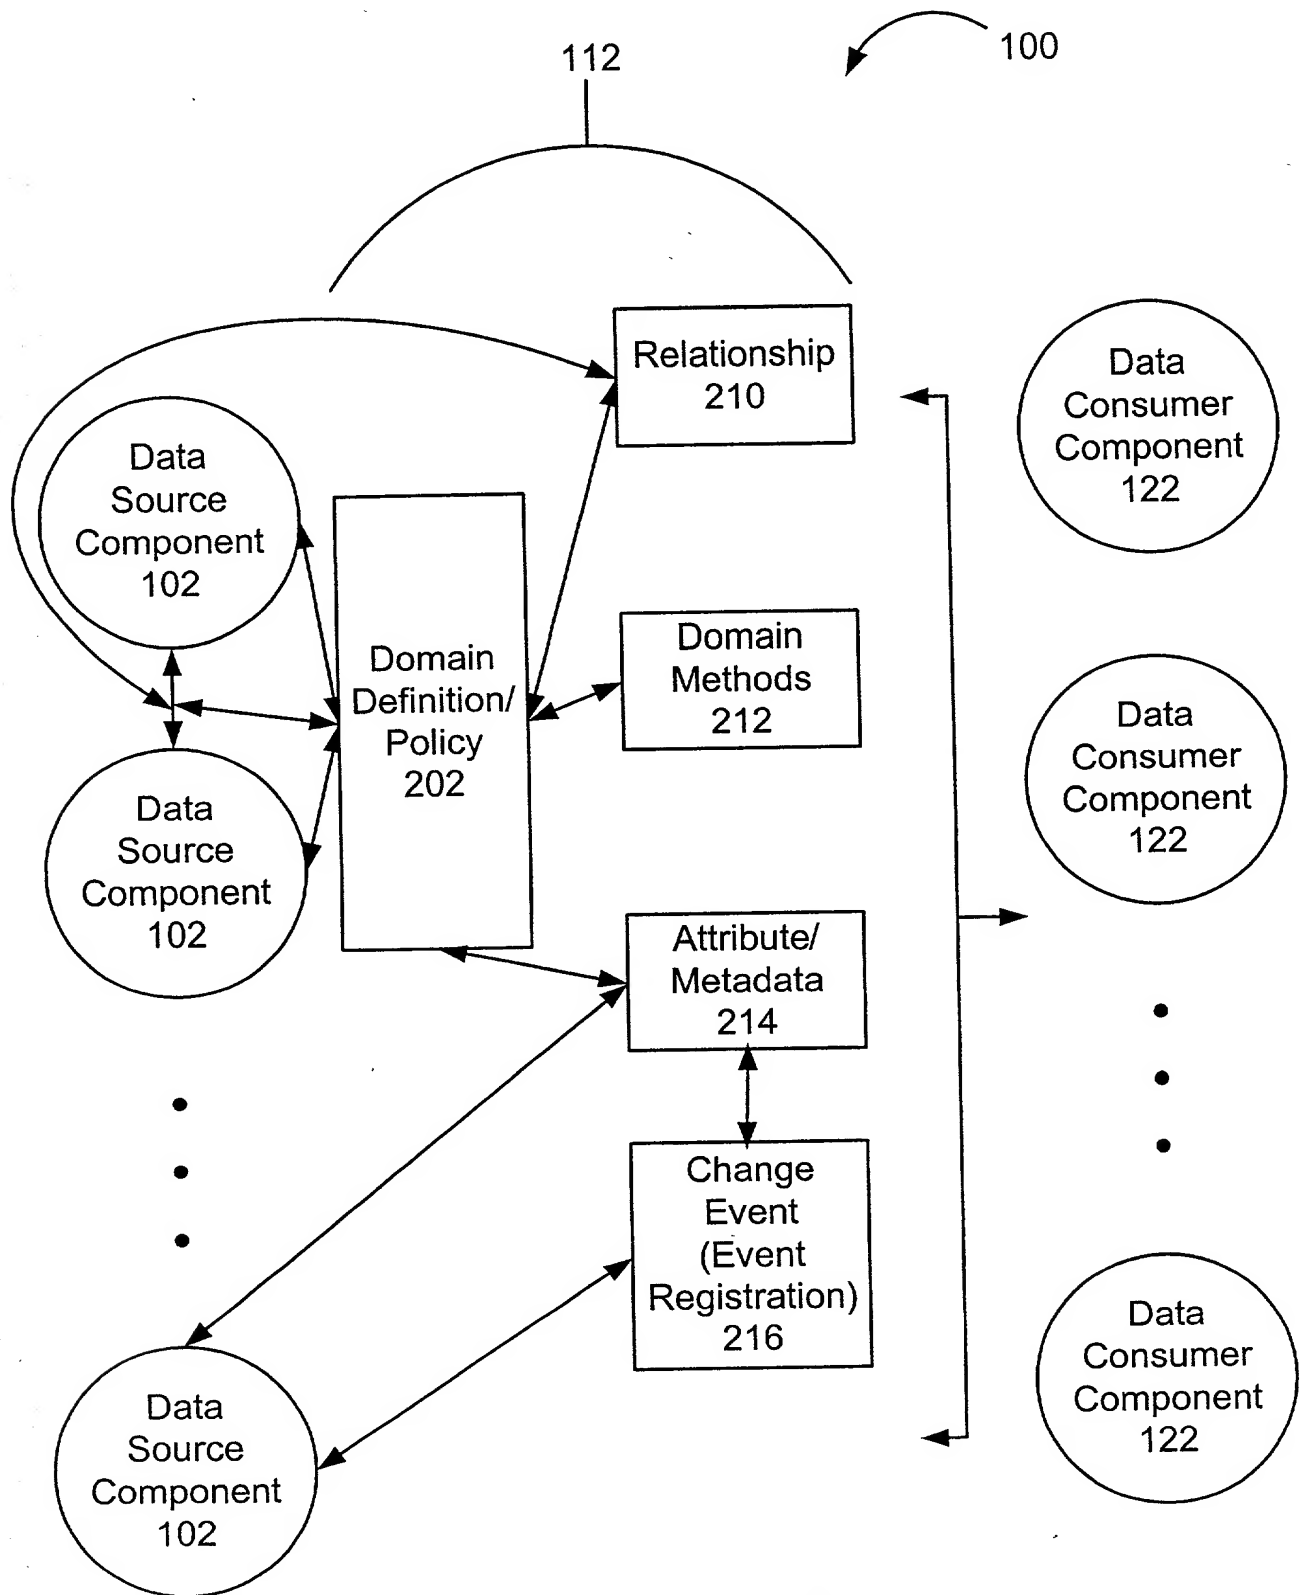 112
100
Relationship
210
Data
Consumer
Component
122
Data
Source
Component
102
Domain
Definition/
Policy
202
Domain
Methods
212
Data
Consumer
Component
122
Data
Source
Component
102
Attribute/
Metadata
214
Change
Event
(Event
Registration)
216
Data
Consumer
Component
122
Data
Source
Component
102